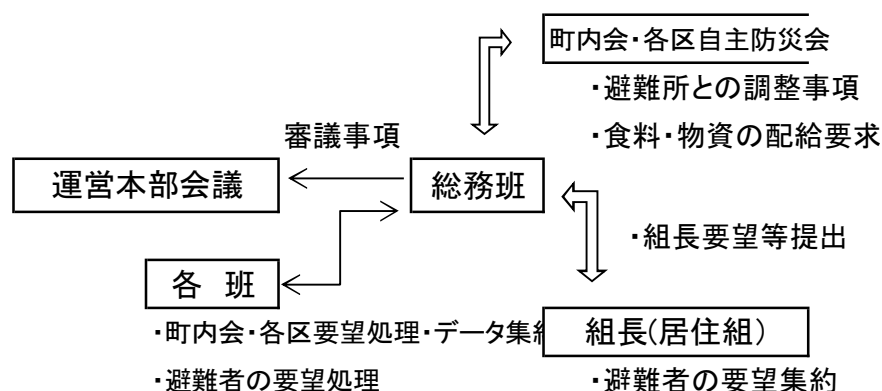 町内会・各区自主防災会
・避難所との調整事項
・食料・物資の配給要求
審議事項
運営本部会議
総務班
・組長要望等提出
各 班
・町内会・各区要望処理・データ集
組長(居住組)
・避難者の要望処理
・避難者の要望集約